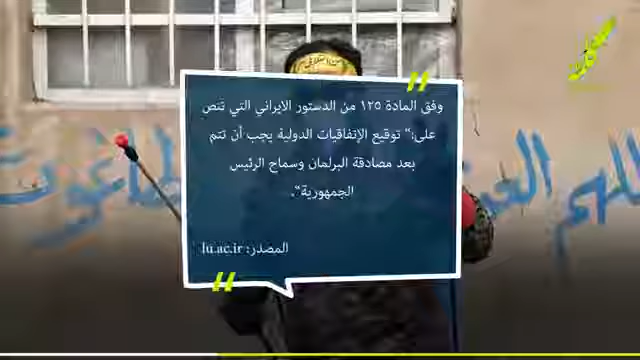 وفق المادة ١٢٥ من الدستور الايراني التي تنص
على:" توقيع الإتفاقيات الدولية يجب أن تتم
بعد مصادقة البرلمان وسماح الرئيس
الجمهورية".
المصدر: lu.ac.ir
اللهم